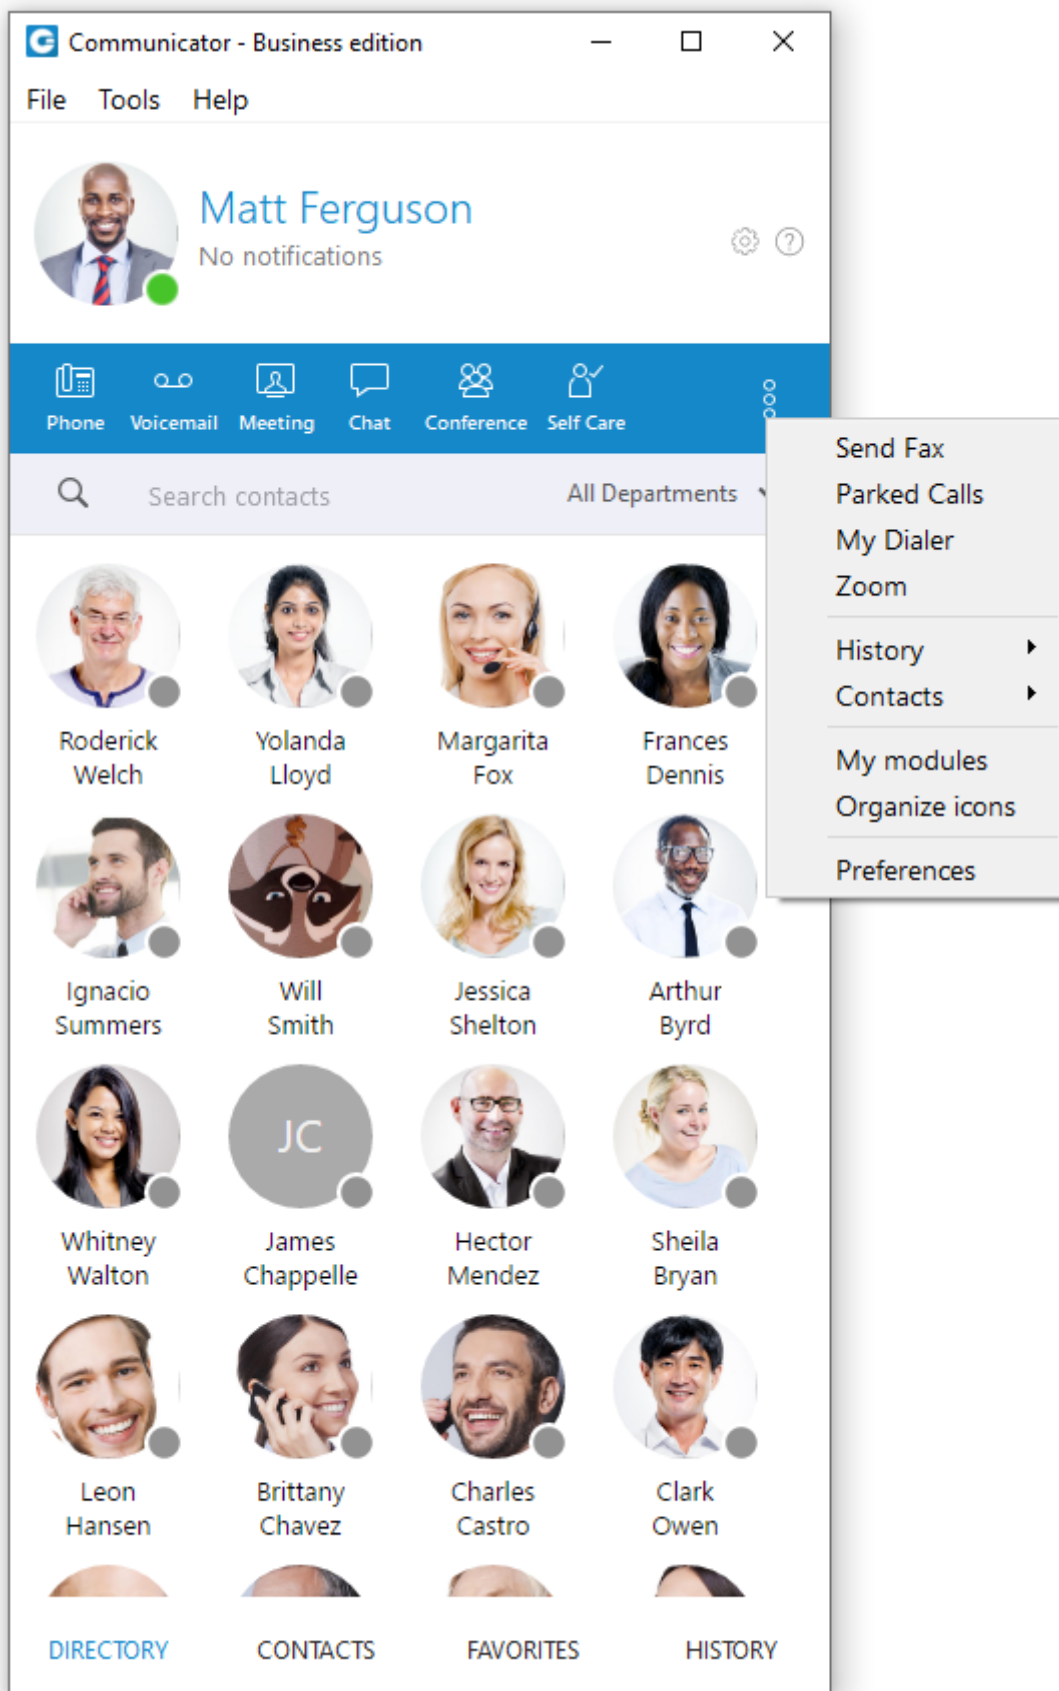 Communicator - Business edition
File Tools Help
Matt Ferguson
No notifications
Phone Voicemail Meeting Chat Conference Self Care
Search contacts All Departments
Send Fax
Parked Calls
My Dialer
Zoom
History
Contacts
My modules
Organize icons
Preferences
Roderick Yolanda Margarita Frances
Welch Lloyd Fox Dennis
Ignacio Will Jessica Arthur
Summers Smith Shelton Byrd
JC
Whitney James Hector Sheila
Walton Chappelle Mendez Bryan
Leon Brittany Charles Clark
Hansen Chavez Castro Owen
DIRECTORY CONTACTS FAVORITES HISTORY